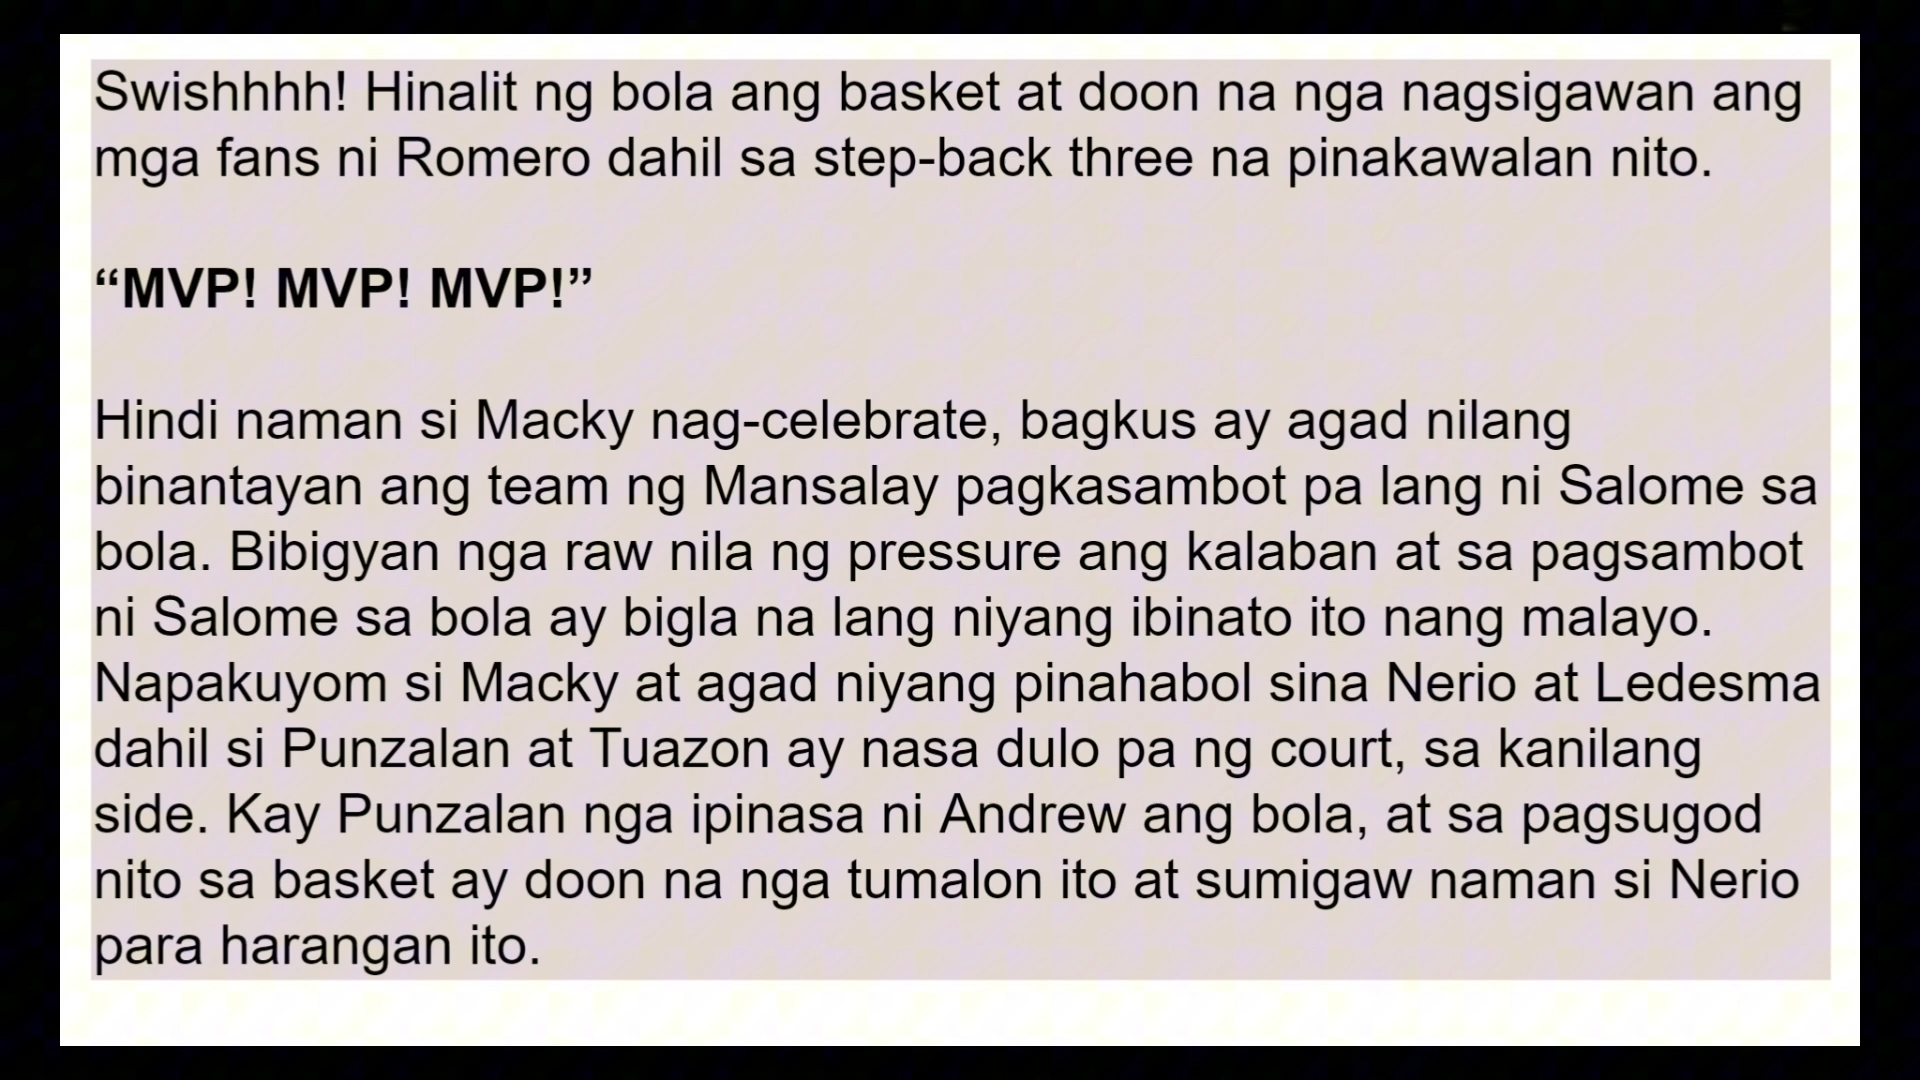 Swishhhh! Hinalit ng bola ang basket at doon na nga nagsigawan ang
mga fans ni Romero dahil sa step-back three na pinakawalan nito.
“MVP! MVP! MVP!”
Hindi naman si Macky nag-celebrate, bagkus ay agad nilang
binantayan ang team ng Mansalay pagkasambot pa lang ni Salome sa
bola. Bibigyan nga raw nila ng pressure ang kalaban at sa pagsambot
ni Salome sa bola ay bigla na lang niyang ibinato ito nang malayo.
Napakuyom si Macky at agad niyang pinahabol sina Nerio at Ledesma
dahil si Punzalan at Tuazon ay nasa dulo pa ng court, sa kanilang
side. Kay Punzalan nga ipinasa ni Andrew ang bola, at sa pagsugod
nito sa basket ay doon na nga tumalon ito at sumigaw naman si Nerio
para harangan ito.